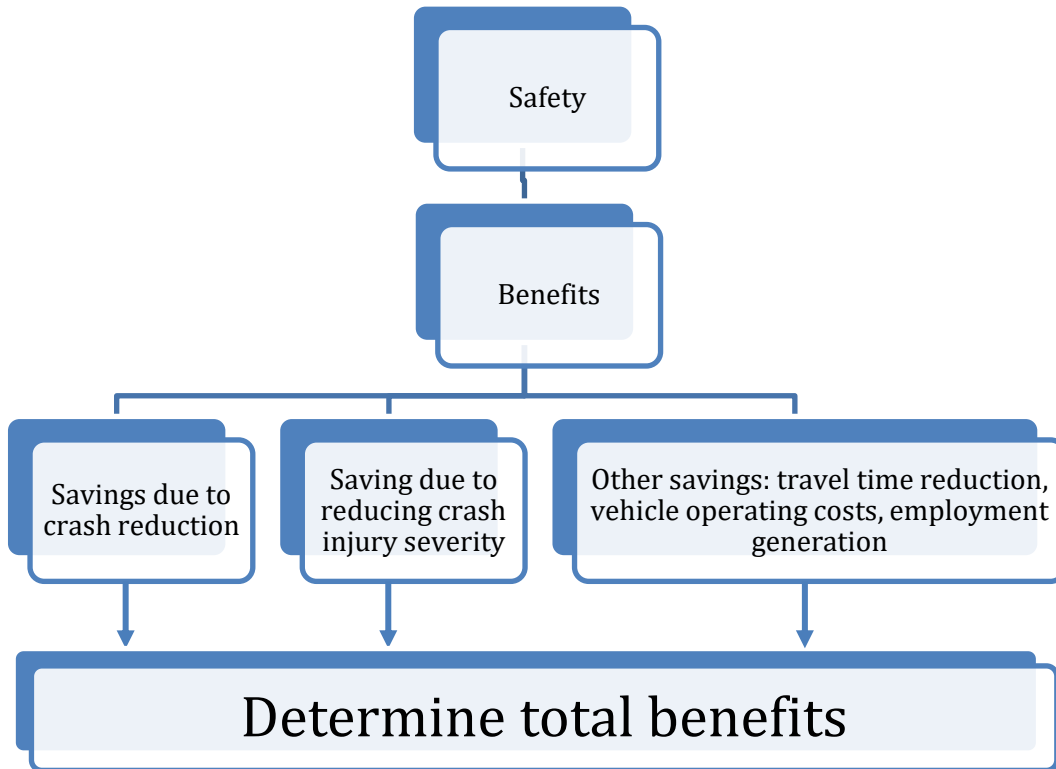 Safety
Benefits
Savings due to
crash reduction
Saving due to
reducing crash
injury severity
Other savings: travel time reduction,
vehicle operating costs, employment
generation
Determine total benefits